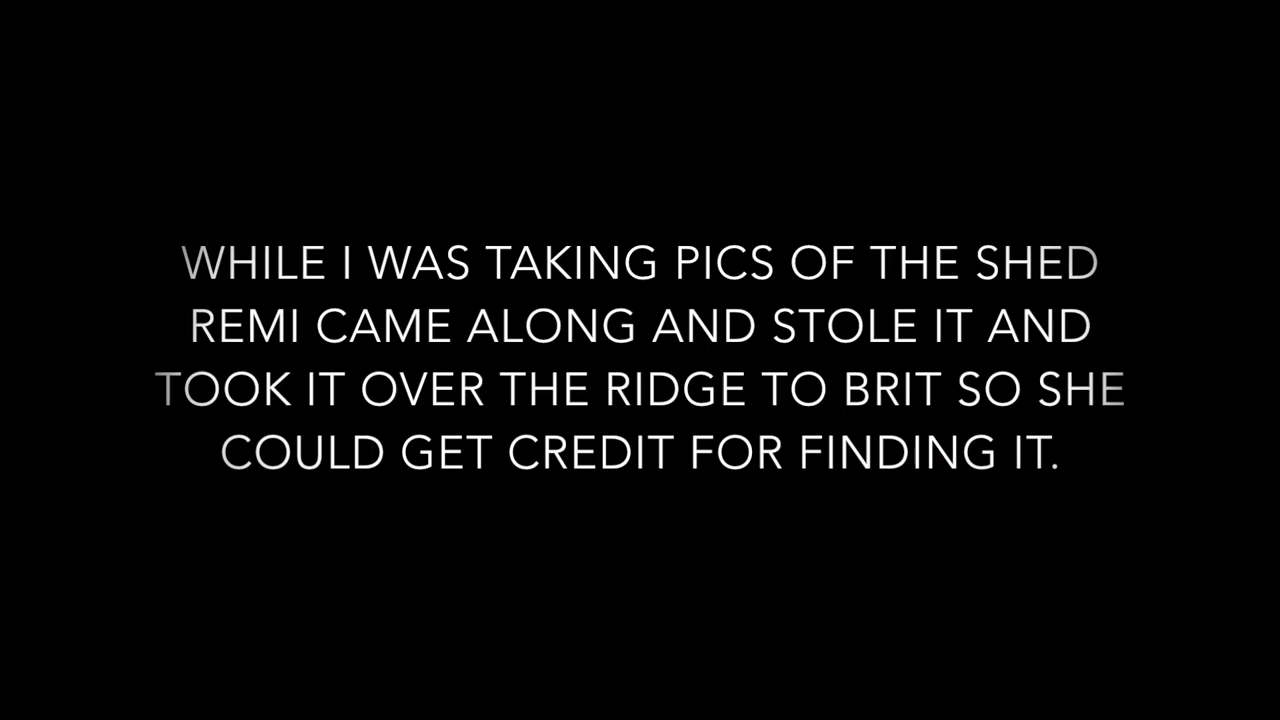 WHILE I WAS TAKING PICS OF THE SHED
REMI CAME ALONG AND STOLE IT AND
TOOK IT OVER THE RIDGE TO BRIT SO SHE
COULD GET CREDIT FOR FINDING IT.